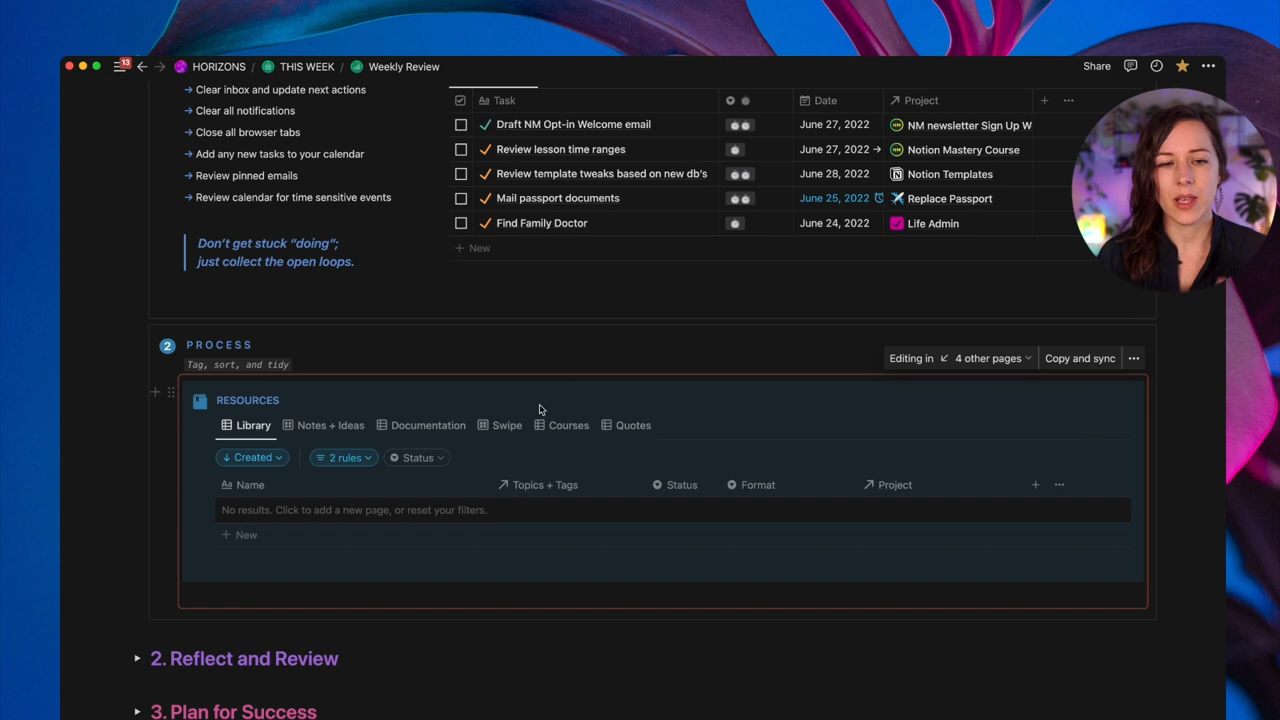 13
HORIZONS / THIS WEEK / Weekly Review
Share
Clear inbox and update next actions
Clear all notifications
Close all browser tabs
Add any new tasks to your calendar
Review pinned emails
Review calendar for time sensitive events
Don't get stuck "doing";
just collect the open loops.
Aa Task Date Project
Draft NM Opt-in Welcome email June 27, 2022 NM NM newsletter Sign Up W
Review lesson time ranges June 27, 2022 → NM Notion Mastery Course
Review template tweaks based on new db's June 28, 2022 Notion Templates
Mail passport documents June 25, 2022 Replace Passport
Find Family Doctor June 24, 2022 Life Admin
+ New
2 PROCESS
Tag, sort, and tidy
Editing in 4 other pages Copy and sync
RESOURCES
Library Notes + Ideas Documentation Swipe Courses Quotes
↓ Created 2 rules Status
Aa Name Topics + Tags Status Format Project
No results. Click to add a new page, or reset your filters.
+ New
2. Reflect and Review
3. Plan for Success